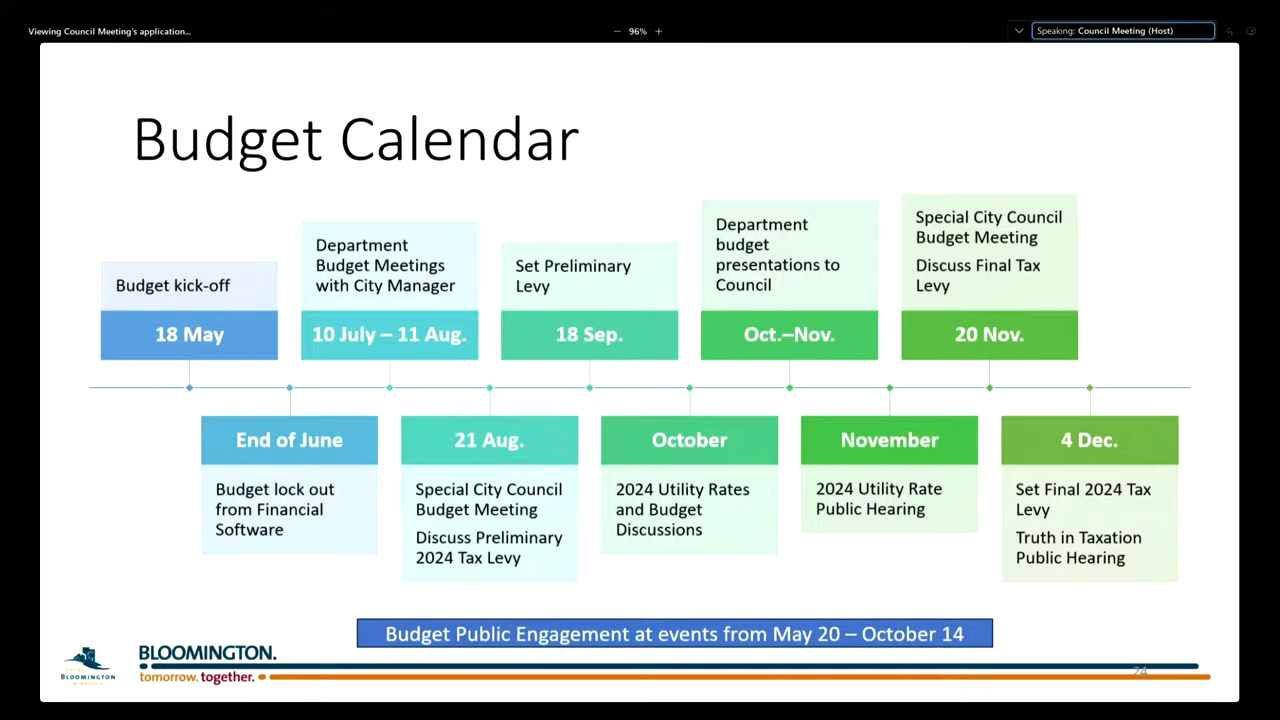 Viewing Council Meeting's application...
96%
Speaking: Council Meeting (Host)
Budget Calendar
Budget kick-off
18 May
End of June
Budget lock out
from Financial
Software
Department
Budget Meetings
with City Manager
10 July – 11 Aug.
21 Aug.
Special City Council
Budget Meeting
Discuss Preliminary
2024 Tax Levy
Set Preliminary
Levy
18 Sep.
October
2024 Utility Rates
and Budget
Discussions
Department
budget
presentations to
Council
Oct.–Nov.
November
2024 Utility Rate
Public Hearing
Special City Council
Budget Meeting
Discuss Final Tax
Levy
20 Nov.
4 Dec.
Set Final 2024 Tax
Levy
Truth in Taxation
Public Hearing
Budget Public Engagement at events from May 20 – October 14
BLOOMINGTON
BLOOMINGTON.
tomorrow. together.
24